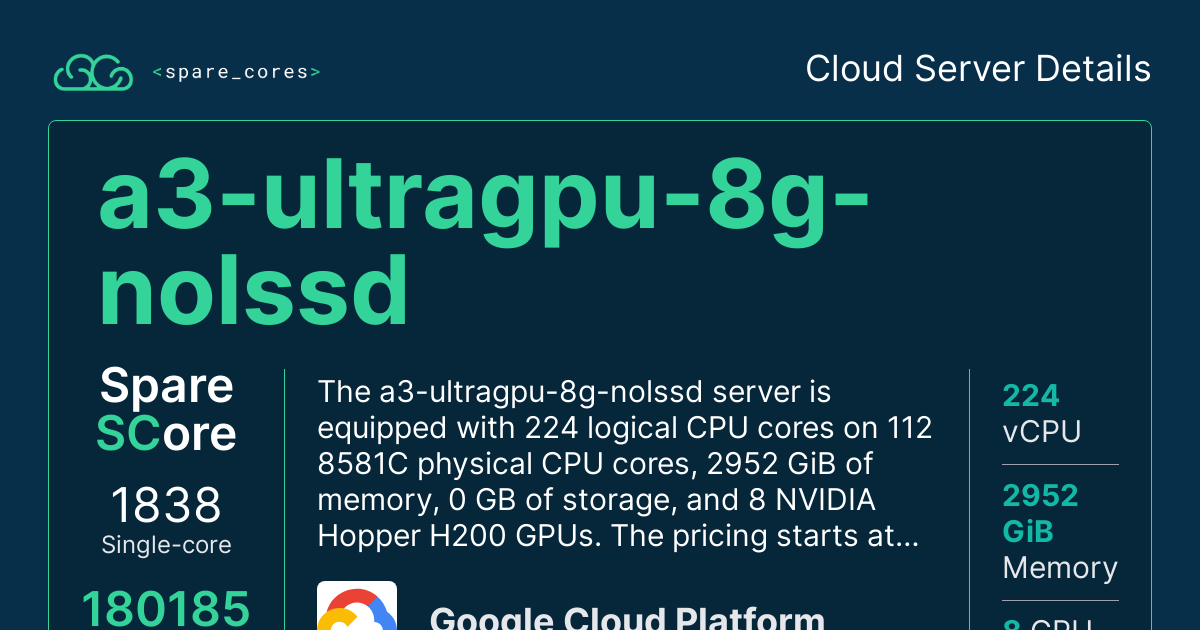 <spare_cores>
Cloud Server Details
a3-ultragpu-8g-
nolssd
Spare
SCore
1838
Single-core
180185
The a3-ultragpu-8g-nolssd server is
equipped with 224 logical CPU cores on 112
8581C physical CPU cores, 2952 GiB of
memory, 0 GB of storage, and 8 NVIDIA
Hopper H200 GPUs. The pricing starts at...
Google Cloud Platform
224
vCPU
2952
GiB
Memory
8 GPU